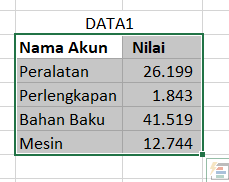 DATA1
Nama Akun Nilai
Peralatan 26.199
Perlengkapan 1.843
Bahan Baku 41.519
Mesin 12.744